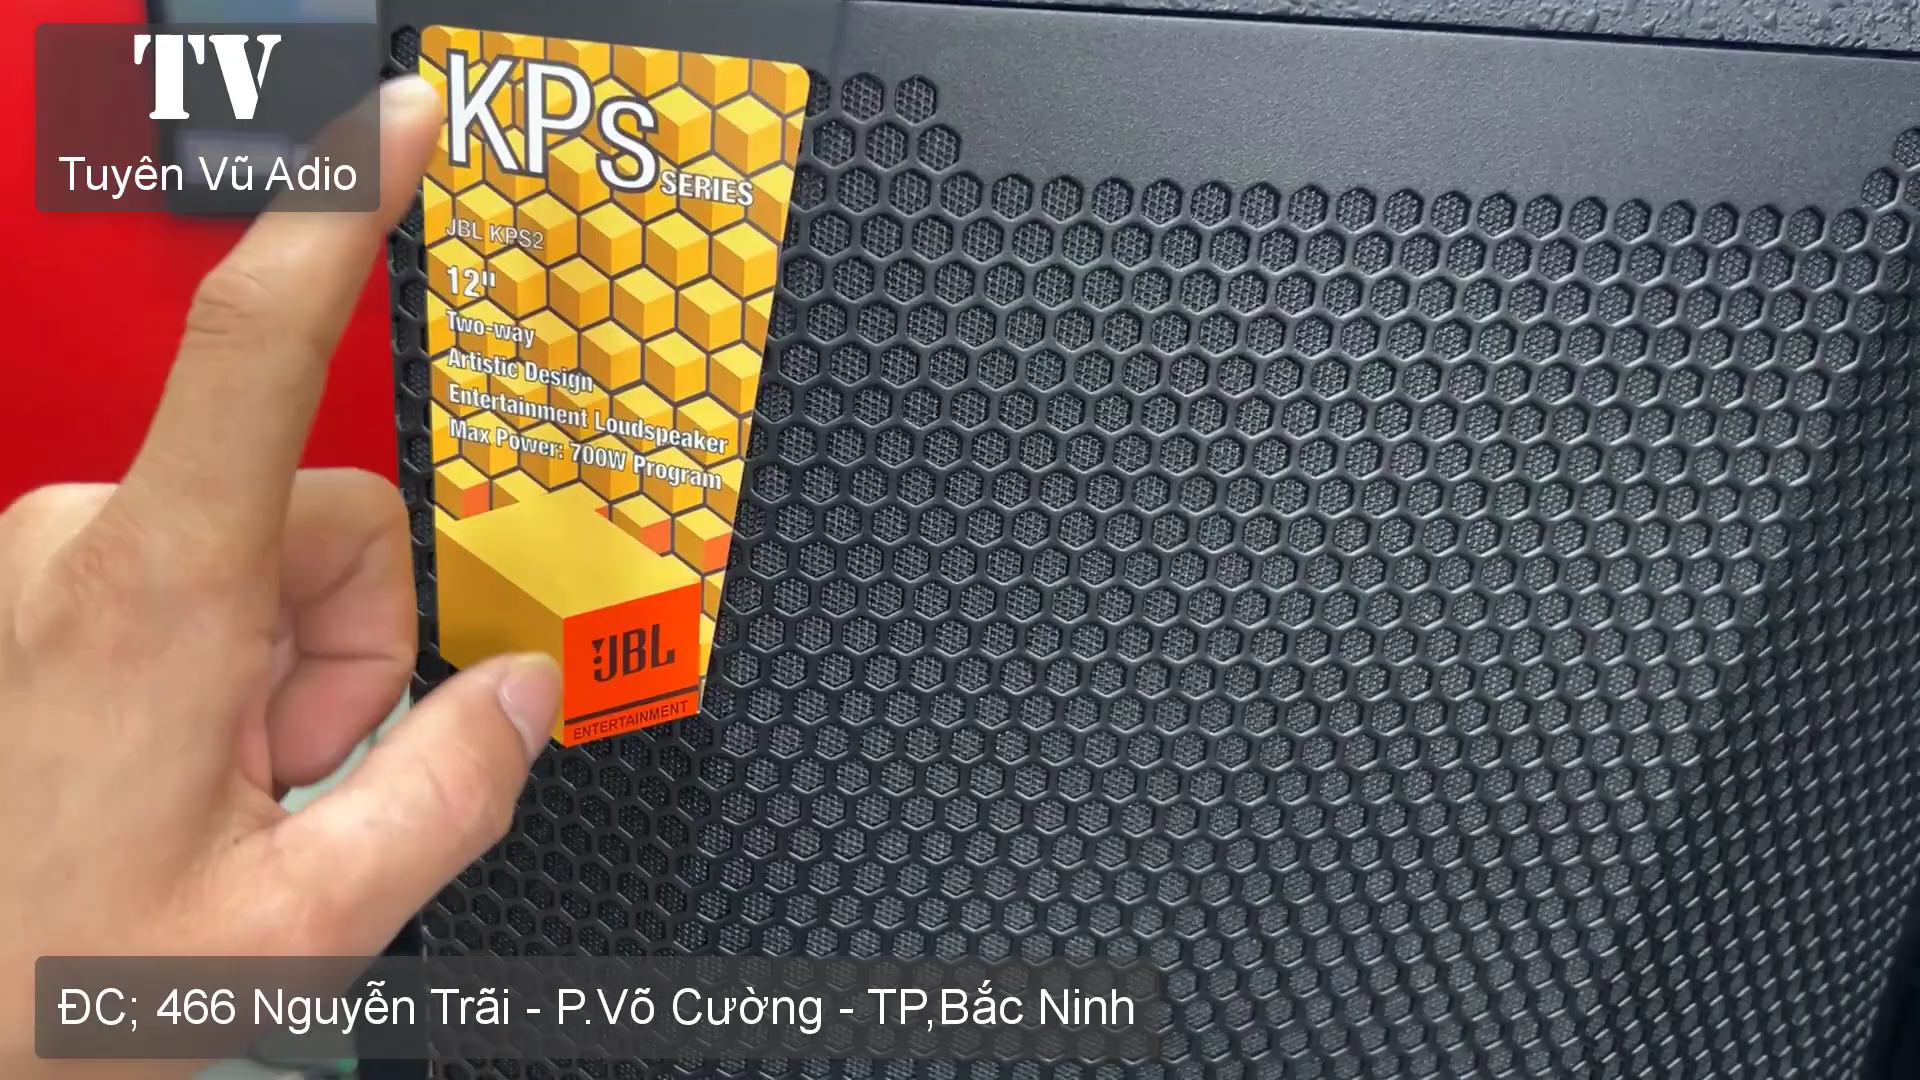 TV
Tuyên Vũ Adio
KPs SERIES
JBL KPS2
12"
Two-way
Artistic Design
Entertainment Loudspeaker
Max Power: 700W Program
JBL
ENTERTAINMENT
ĐC; 466 Nguyễn Trãi - P.Võ Cường - TP,Bắc Ninh